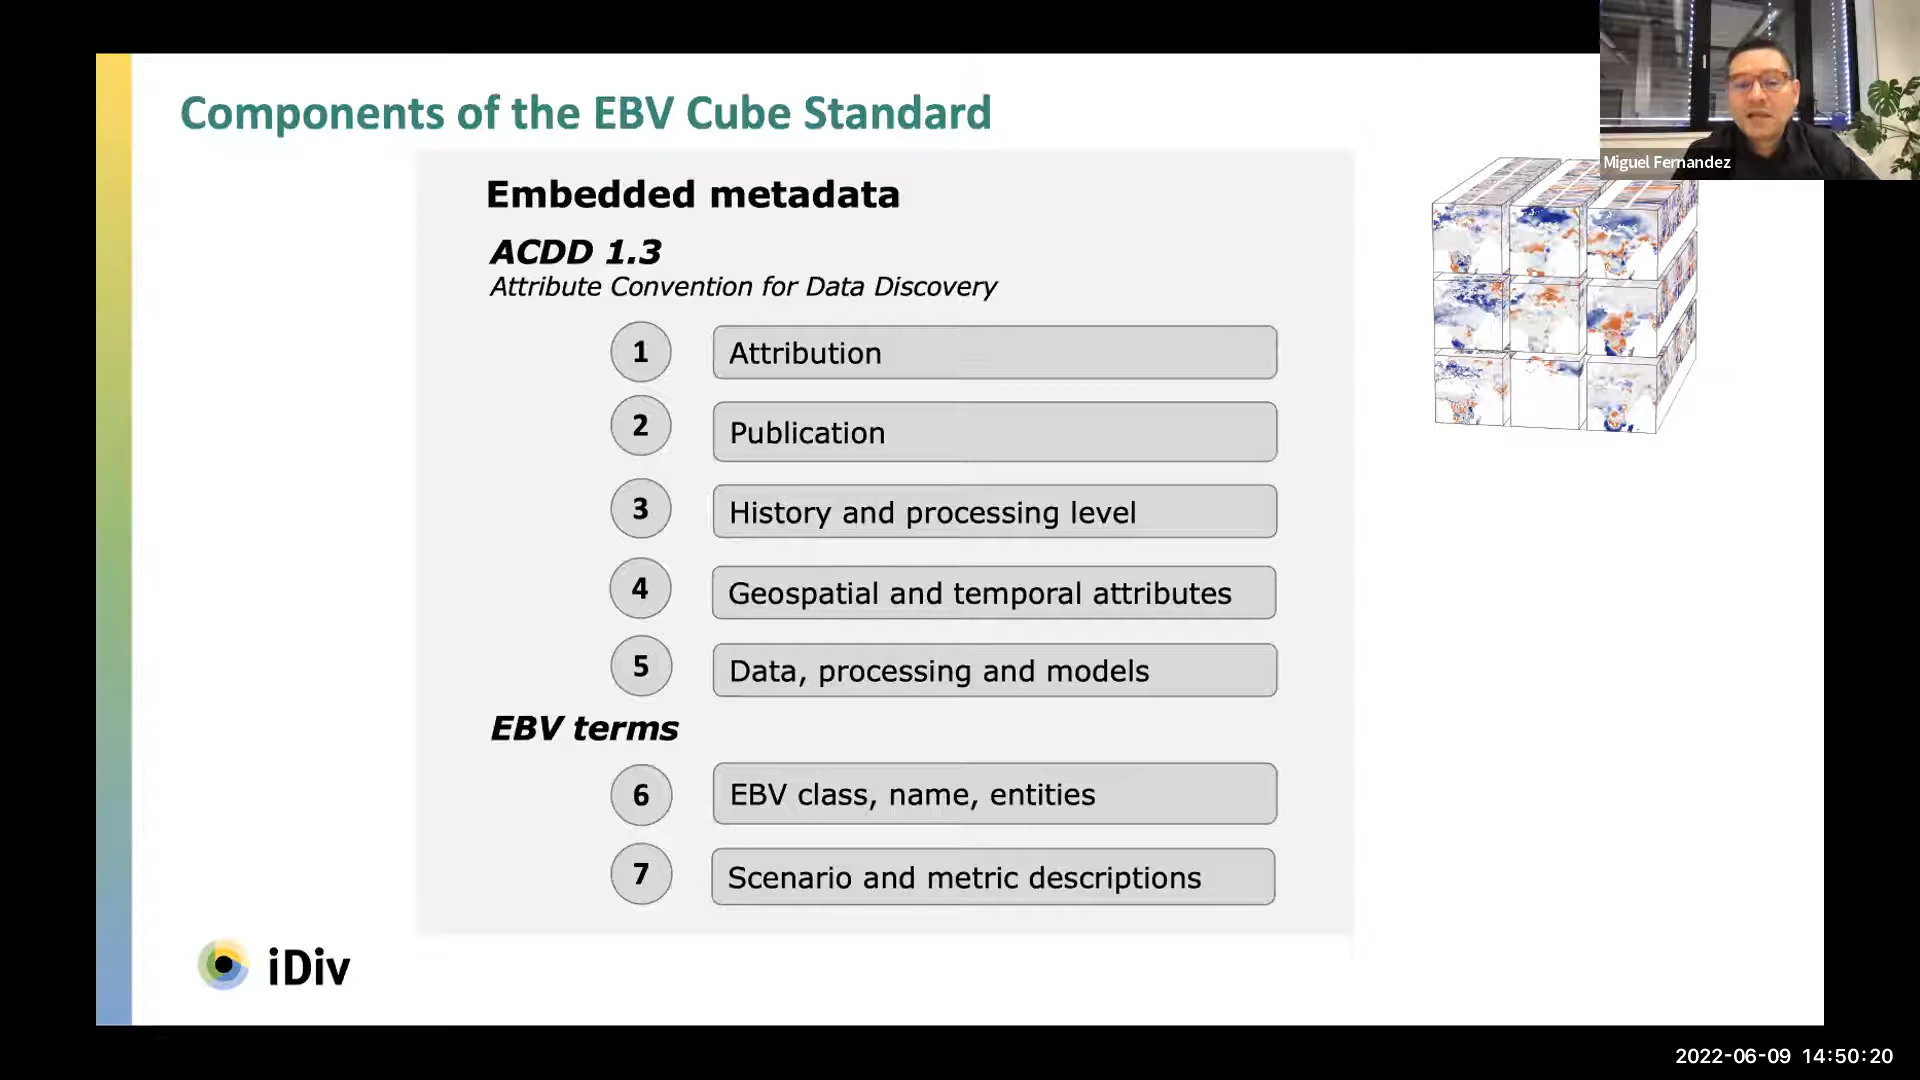 Components of the EBV Cube Standard
Miguel Fernandez
Embedded metadata
ACDD 1.3
Attribute Convention for Data Discovery
1 Attribution
2 Publication
3 History and processing level
4 Geospatial and temporal attributes
5 Data, processing and models
EBV terms
6 EBV class, name, entities
7 Scenario and metric descriptions
iDiv
2022-06-09 14:50:20